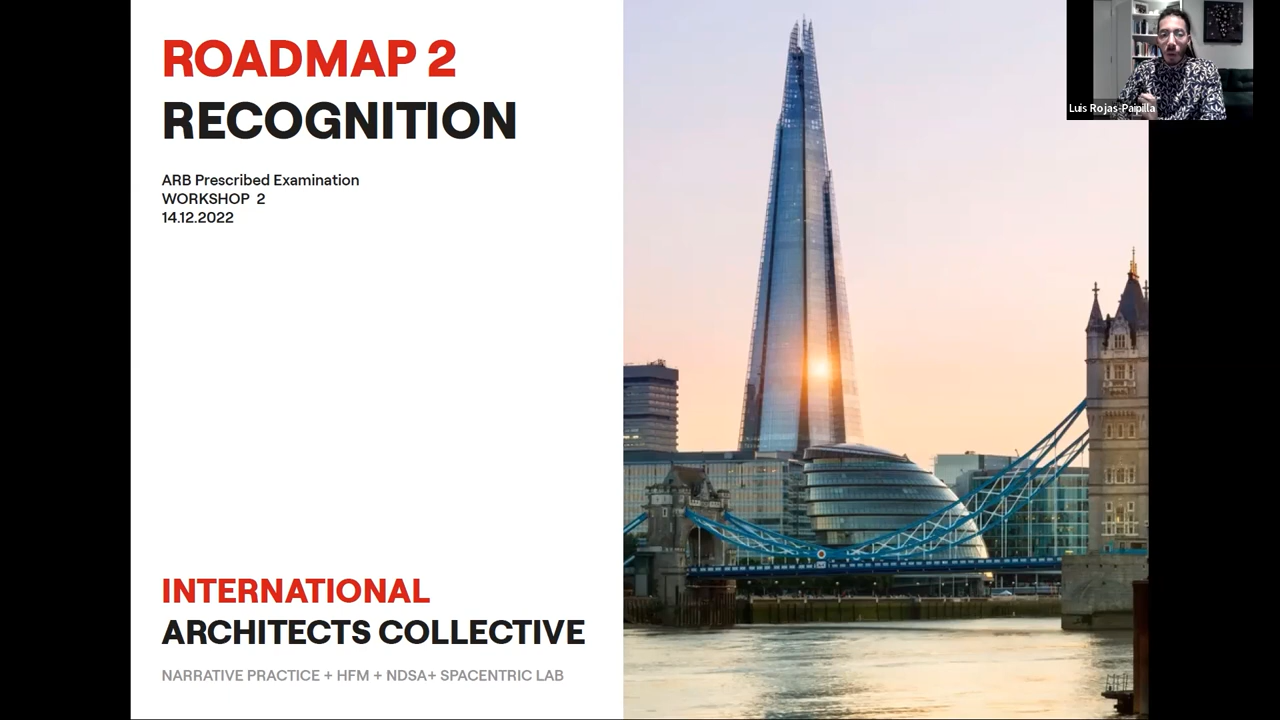 ROADMAP 2
RECOGNITION
ARB Prescribed Examination
WORKSHOP 2
14.12.2022
INTERNATIONAL
ARCHITECTS COLLECTIVE
NARRATIVE PRACTICE + HFM + NDSA+ SPACENTRIC LAB
Luis Rojas-Paipilla